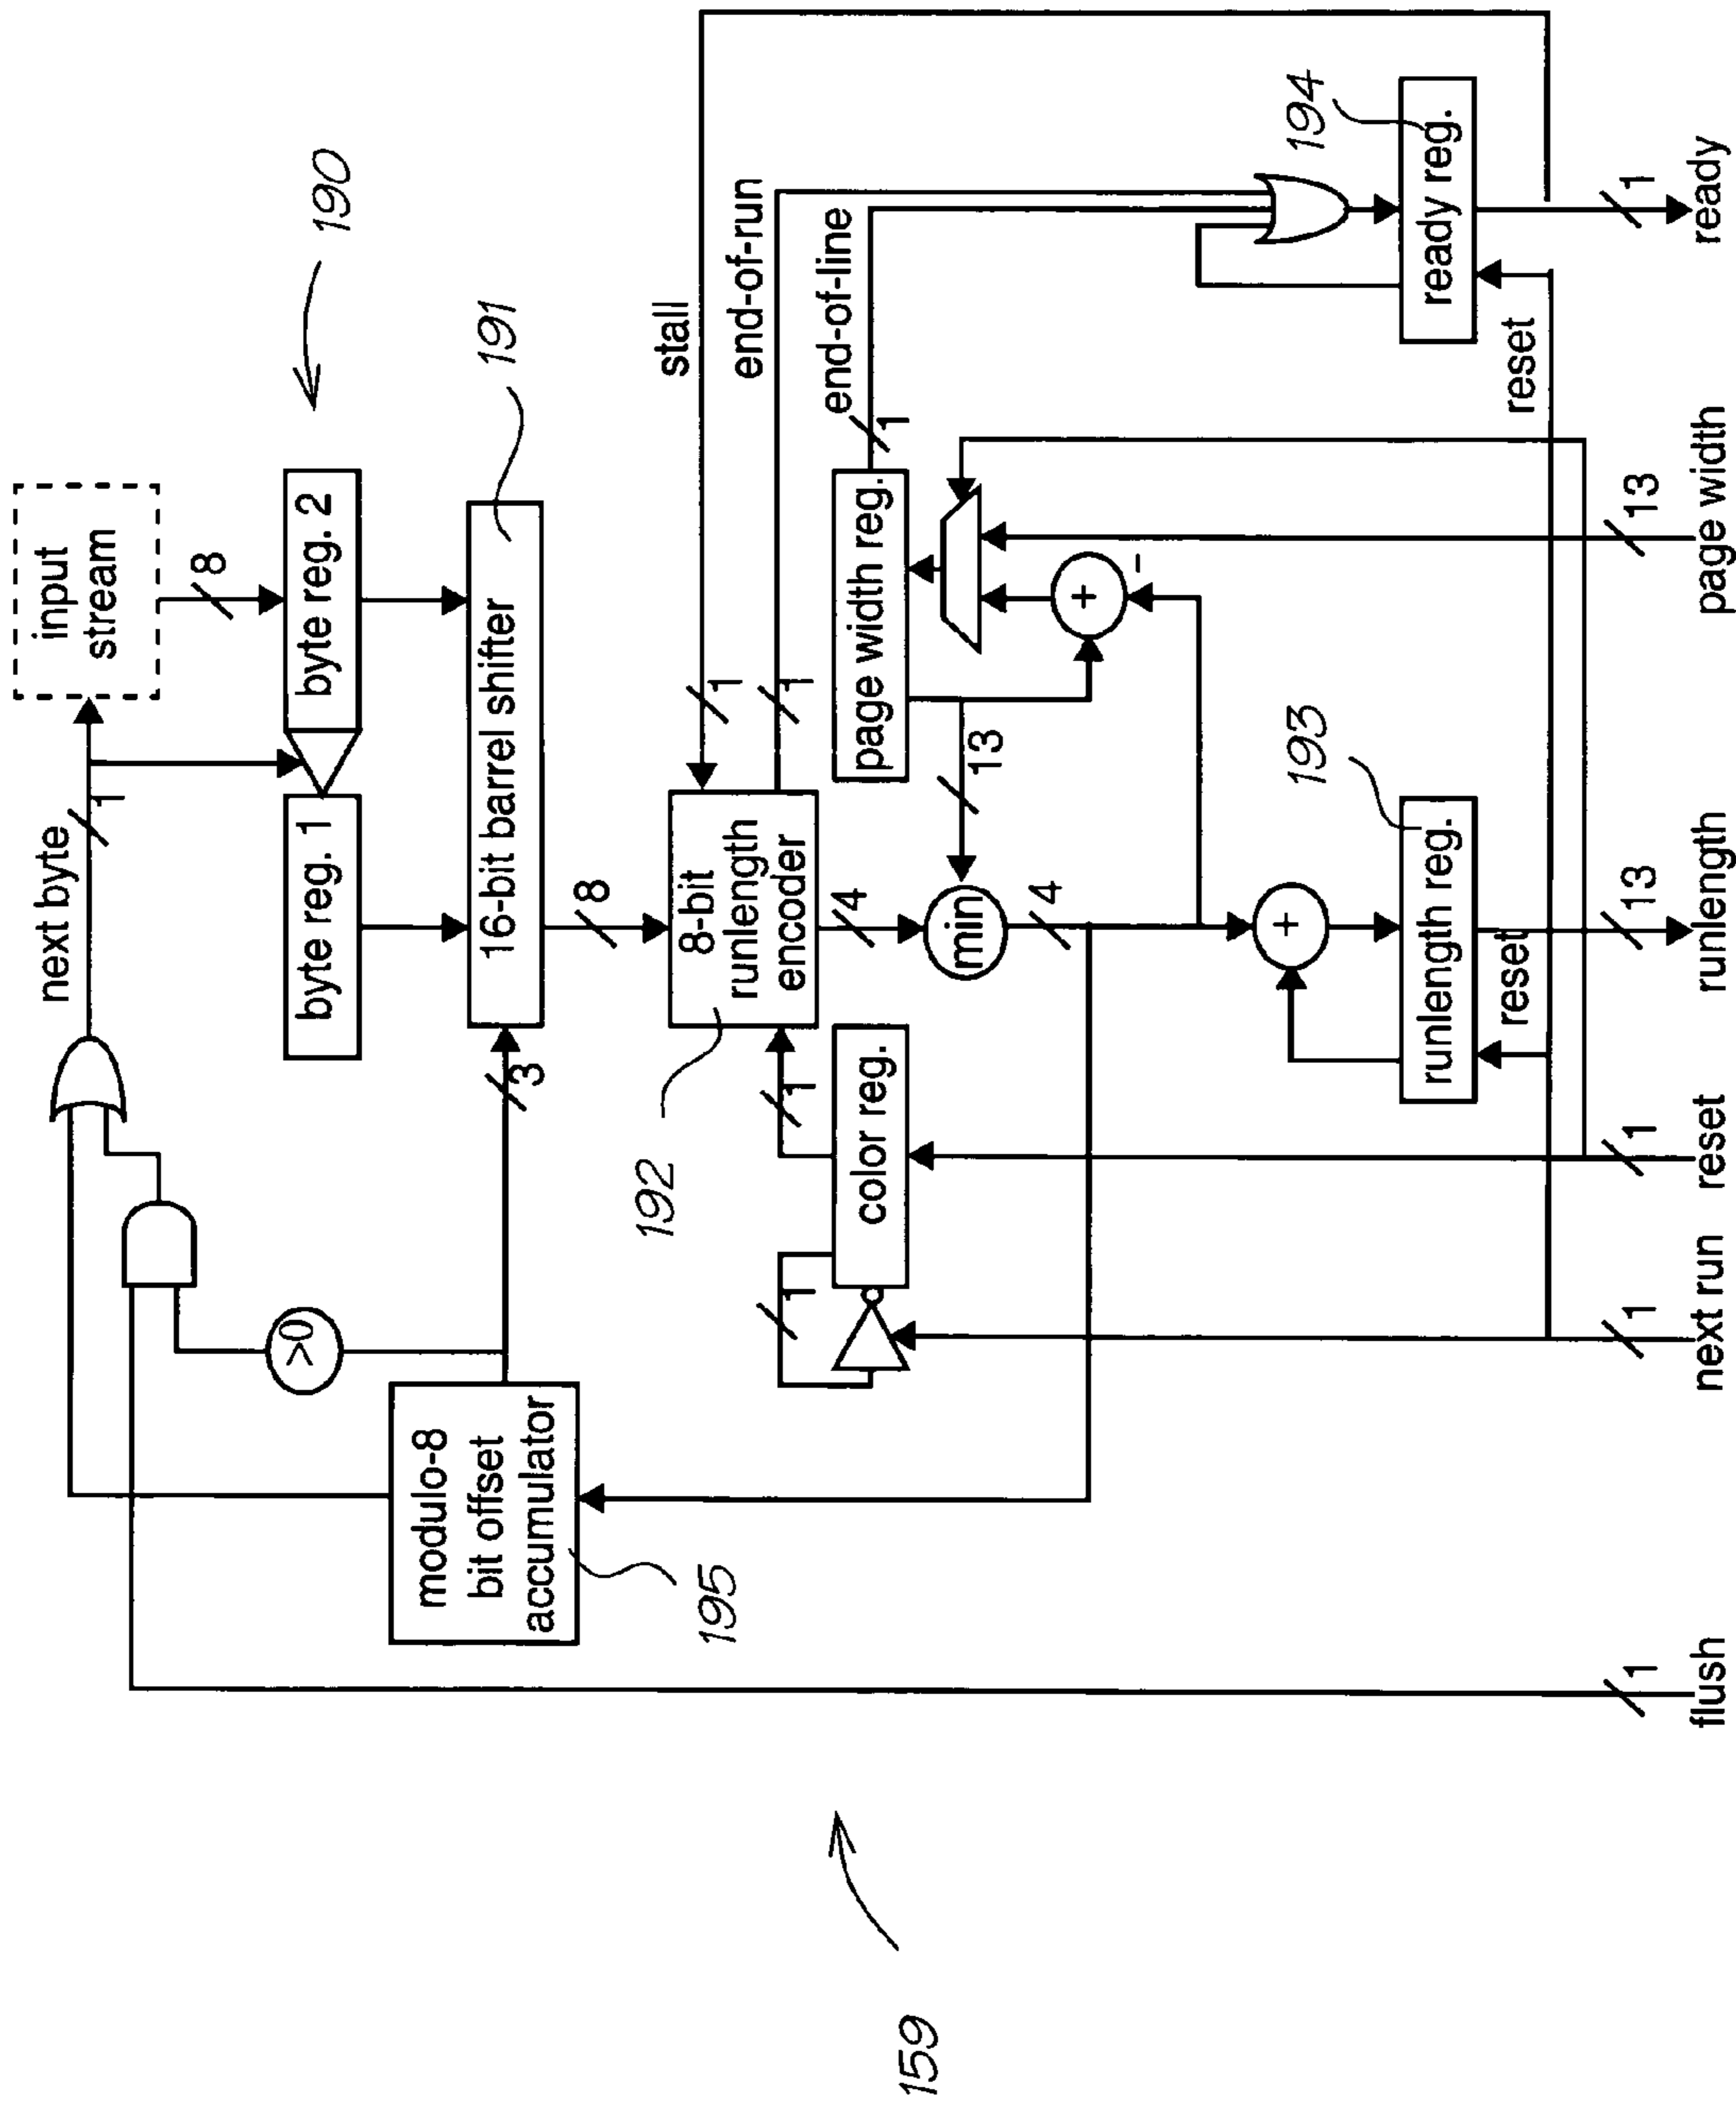 190
input
stream
8
next byte
1
byte reg. 1
byte reg. 2
191
16-bit barrel shifter
3
>0
modulo-8
bit offset
accumulator
195
8
stall
1
end-of-run
1
end-of-line
1
8-bit
runlength
encoder
192
1
color reg.
1
4
min
4
13
page width reg.
+
-
+
193
runlength reg.
reset
194
ready reg.
reset
1
flush
1
next run
1
reset
13
runlength
13
page width
1
ready
159